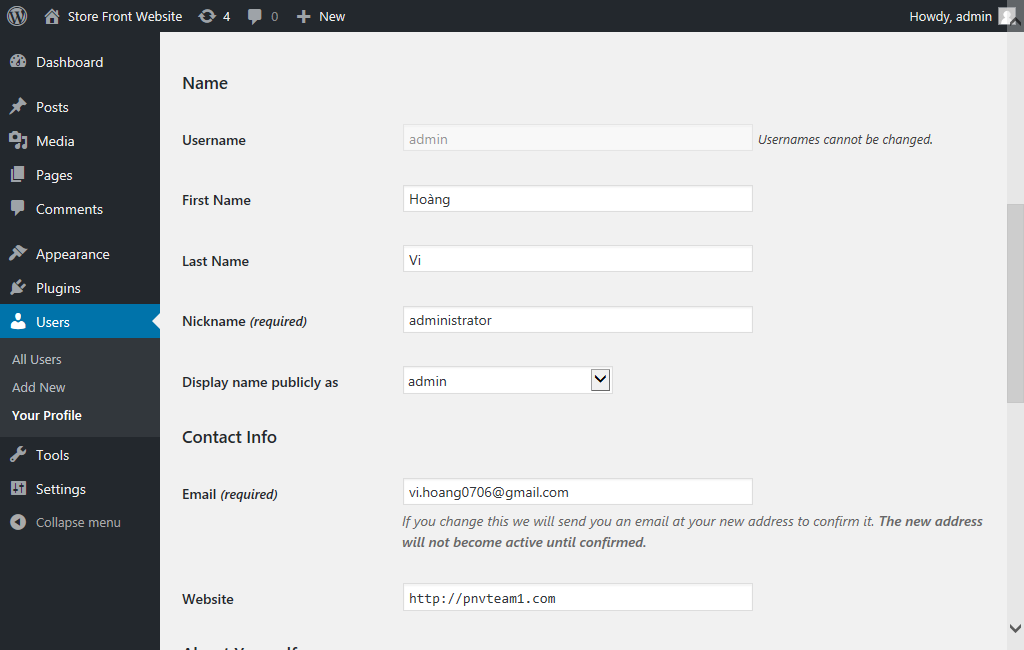 Store Front Website 4 0 New Howdy, admin
Dashboard
Posts
Media
Pages
Comments
Appearance
Plugins
Users
All Users
Add New
Your Profile
Tools
Settings
Collapse menu
Name
Username admin Usernames cannot be changed.
First Name Hoàng
Last Name Vi
Nickname (required) administrator
Display name publicly as admin
Contact Info
Email (required) vi.hoang0706@gmail.com
If you change this we will send you an email at your new address to confirm it. The new address
will not become active until confirmed.
Website http://pnvteam1.com